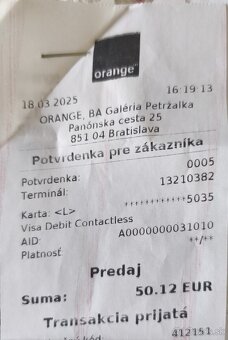 orange™
18.03.2025 16:19:13
ORANGE, BA Galéria Petržalka
Panónska cesta 25
851 04 Bratislava
Potvrdenka pre zákazníka
Potvrdenka: 0005
Terminál: 13210382
Karta: <L> ************5035
Visa Debit Contactless
AID: A0000000031010
Platnosť **/**
Predaj
Suma: 50.12 EUR
Transakcia prijatá
kód: 412151